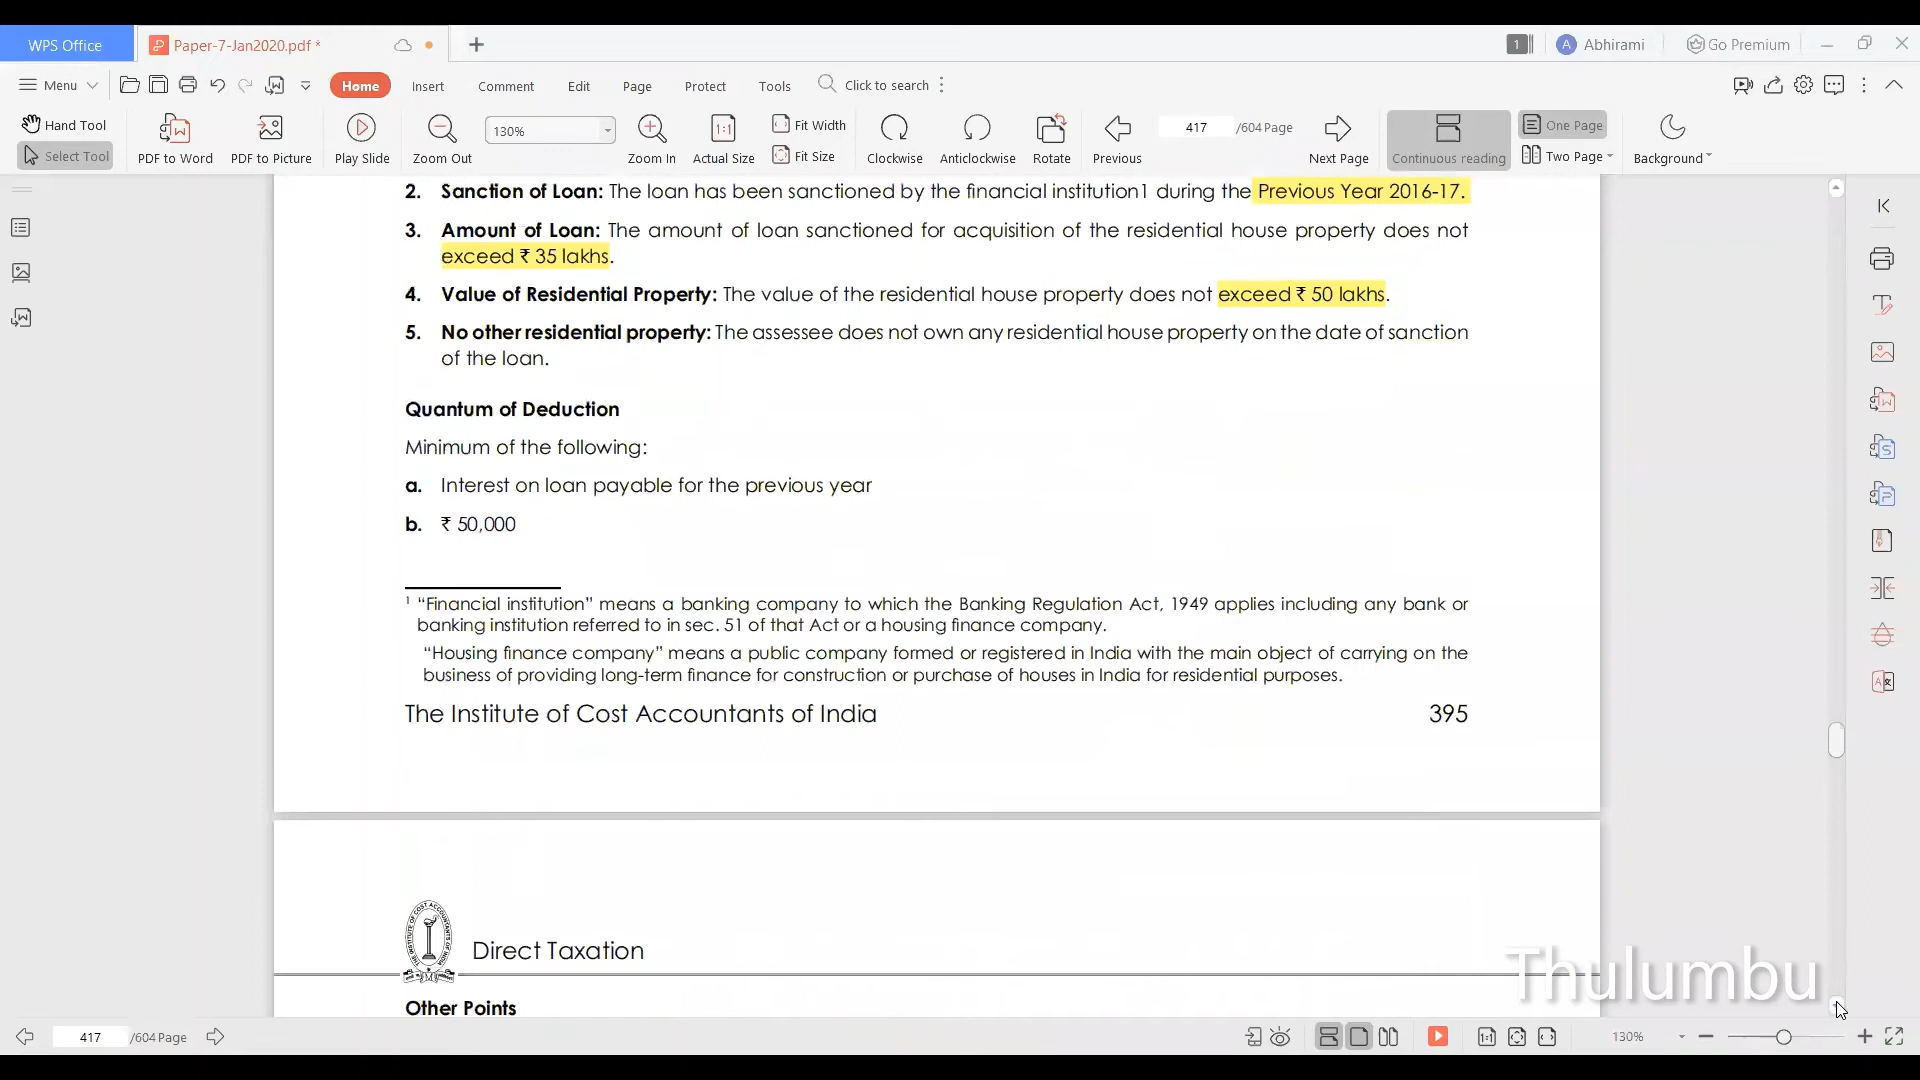 WPS Office
Paper-7-Jan2020.pdf *
1
A Abhirami
Go Premium
Menu
Home
Insert
Comment
Edit
Page
Protect
Tools
Click to search
Hand Tool
Select Tool
PDF to Word
PDF to Picture
Play Slide
Zoom Out
130%
Zoom In
Actual Size
Fit Width
Fit Size
Clockwise
Anticlockwise
Rotate
Previous
417 /604 Page
Next Page
Continuous reading
One Page
Two Page
Background
2. Sanction of Loan: The loan has been sanctioned by the financial institution1 during the Previous Year 2016-17.
3. Amount of Loan: The amount of loan sanctioned for acquisition of the residential house property does not
exceed ₹ 35 lakhs.
4. Value of Residential Property: The value of the residential house property does not exceed ₹ 50 lakhs.
5. No other residential property: The assessee does not own any residential house property on the date of sanction
of the loan.
Quantum of Deduction
Minimum of the following:
a. Interest on loan payable for the previous year
b. ₹ 50,000
1 “Financial institution” means a banking company to which the Banking Regulation Act, 1949 applies including any bank or
banking institution referred to in sec. 51 of that Act or a housing finance company.
“Housing finance company” means a public company formed or registered in India with the main object of carrying on the
business of providing long-term finance for construction or purchase of houses in India for residential purposes.
The Institute of Cost Accountants of India 395
Direct Taxation
Other Points
Thulumbu
417 /604 Page
130%